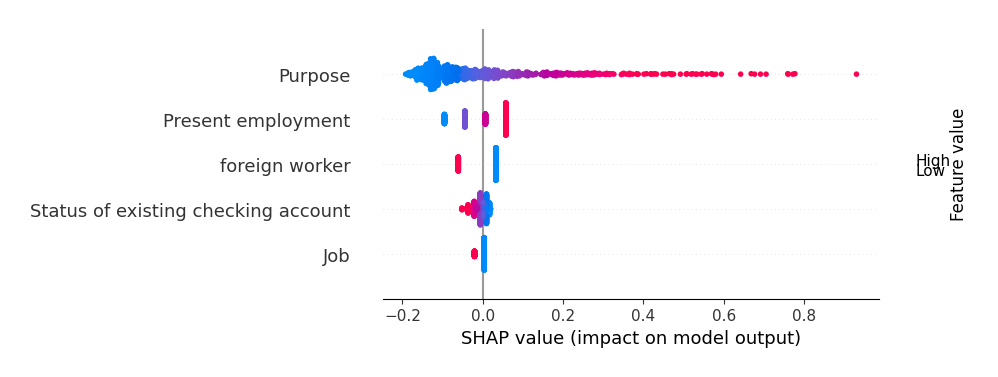 Purpose
Present employment
foreign worker
Status of existing checking account
Job
−0.2 0.0 0.2 0.4 0.6 0.8
SHAP value (impact on model output)
High
Low
Feature value